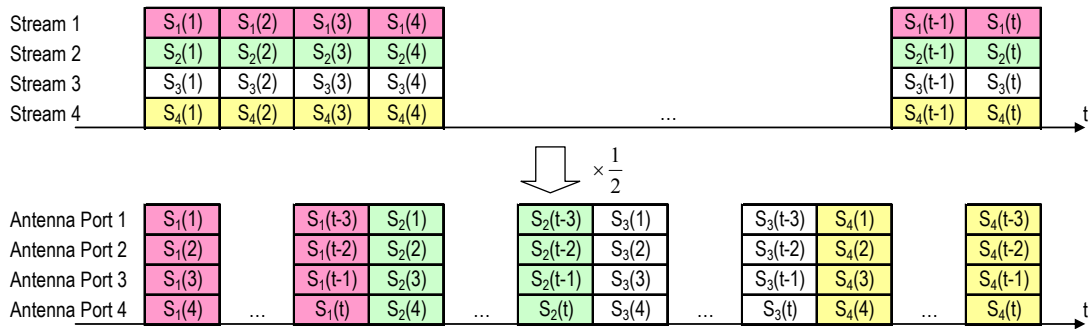 Stream 1 S₁(1) S₁(2) S₁(3) S₁(4) S₁(t-1) S₁(t)
Stream 2 S₂(1) S₂(2) S₂(3) S₂(4) S₂(t-1) S₂(t)
Stream 3 S₃(1) S₃(2) S₃(3) S₃(4) S₃(t-1) S₃(t)
Stream 4 S₄(1) S₄(2) S₄(3) S₄(4) ... S₄(t-1) S₄(t) t
× 1/2
Antenna Port 1 S₁(1) S₁(t-3) S₂(1) S₂(t-3) S₃(1) S₃(t-3) S₄(1) S₄(t-3)
Antenna Port 2 S₁(2) S₁(t-2) S₂(2) S₂(t-2) S₃(2) S₃(t-2) S₄(2) S₄(t-2)
Antenna Port 3 S₁(3) S₁(t-1) S₂(3) S₂(t-1) S₃(3) S₃(t-1) S₄(3) S₄(t-1)
Antenna Port 4 S₁(4) ... S₁(t) S₂(4) ... S₂(t) S₃(4) ... S₃(t) S₄(4) ... S₄(t) t